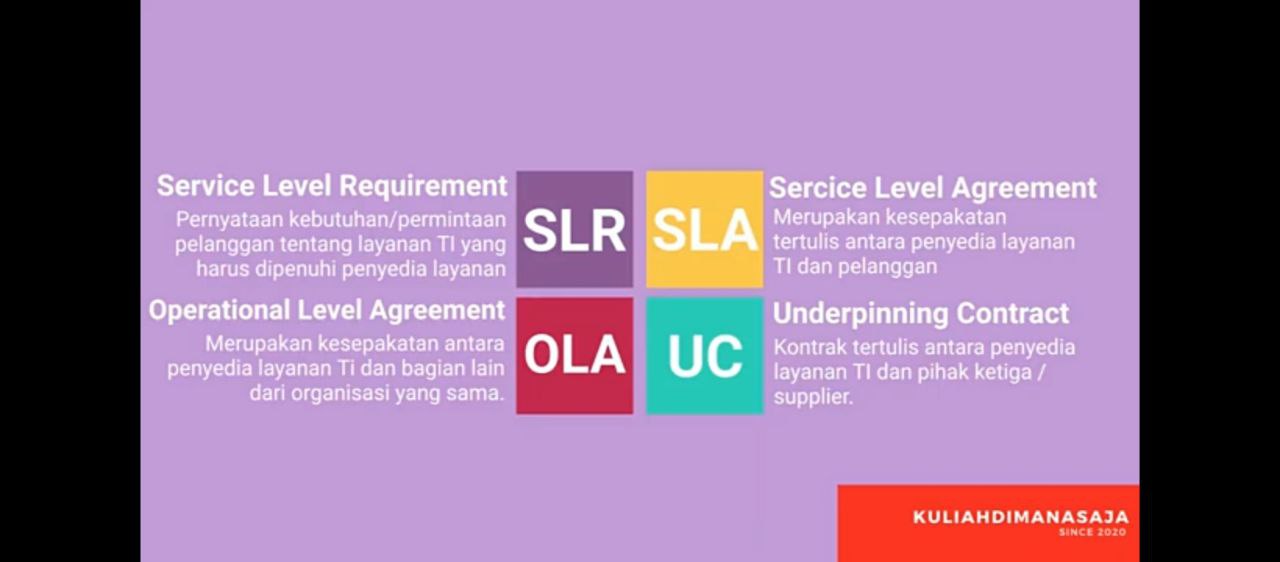 Service Level Requirement
Pernyataan kebutuhan/permintaan
pelanggan tentang layanan TI yang
harus dipenuhi penyedia layanan
SLR
SLA
Sercice Level Agreement
Merupakan kesepakatan
tertulis antara penyedia layanan
TI dan pelanggan
Operational Level Agreement
Merupakan kesepakatan antara
penyedia layanan Ti dan bagian lain
dari organisasi yang sama.
OLA
UC
Underpinning Contract
Kontrak tertulis antara penyedia
layanan TI dan pihak ketiga /
supplier.
KULIAHDIMANASAJA
SINCE 2020